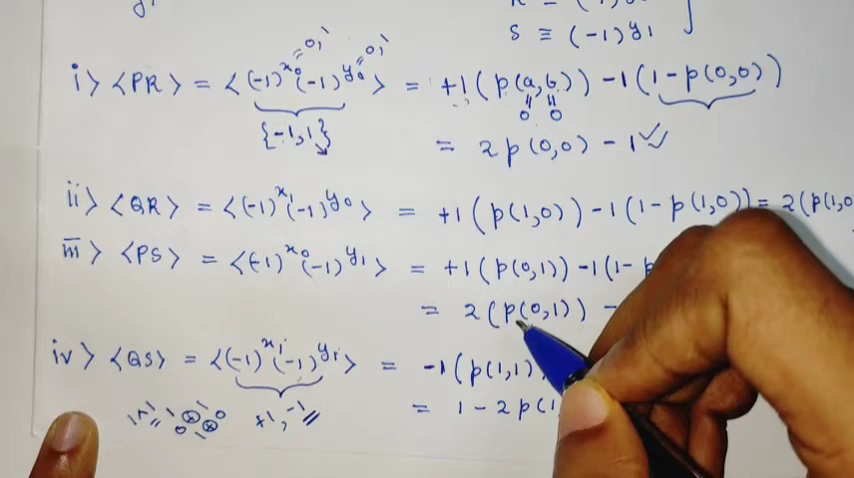 S ≡ (-1)^y₁
i> <PR> = <(-1)^x₀ (-1)^y₀> = +1(p(a,b)) -1(1-p(0,0))
=0,1 =0,1
{-1,1} = 2p(0,0) - 1
ii> <QR> = <(-1)^x₁ (-1)^y₀> = +1(p(1,0)) -1(1-p(1,0)) = 2(p(1,0
iii> <PS> = <(-1)^x₀ (-1)^y₁> = +1(p(0,1)) -1(1-
= 2(p(0,1)) -
iv> <QS> = <(-1)^x₁ (-1)^y₁> = -1(p(1,1)
+1, -1 = 1 - 2p(1